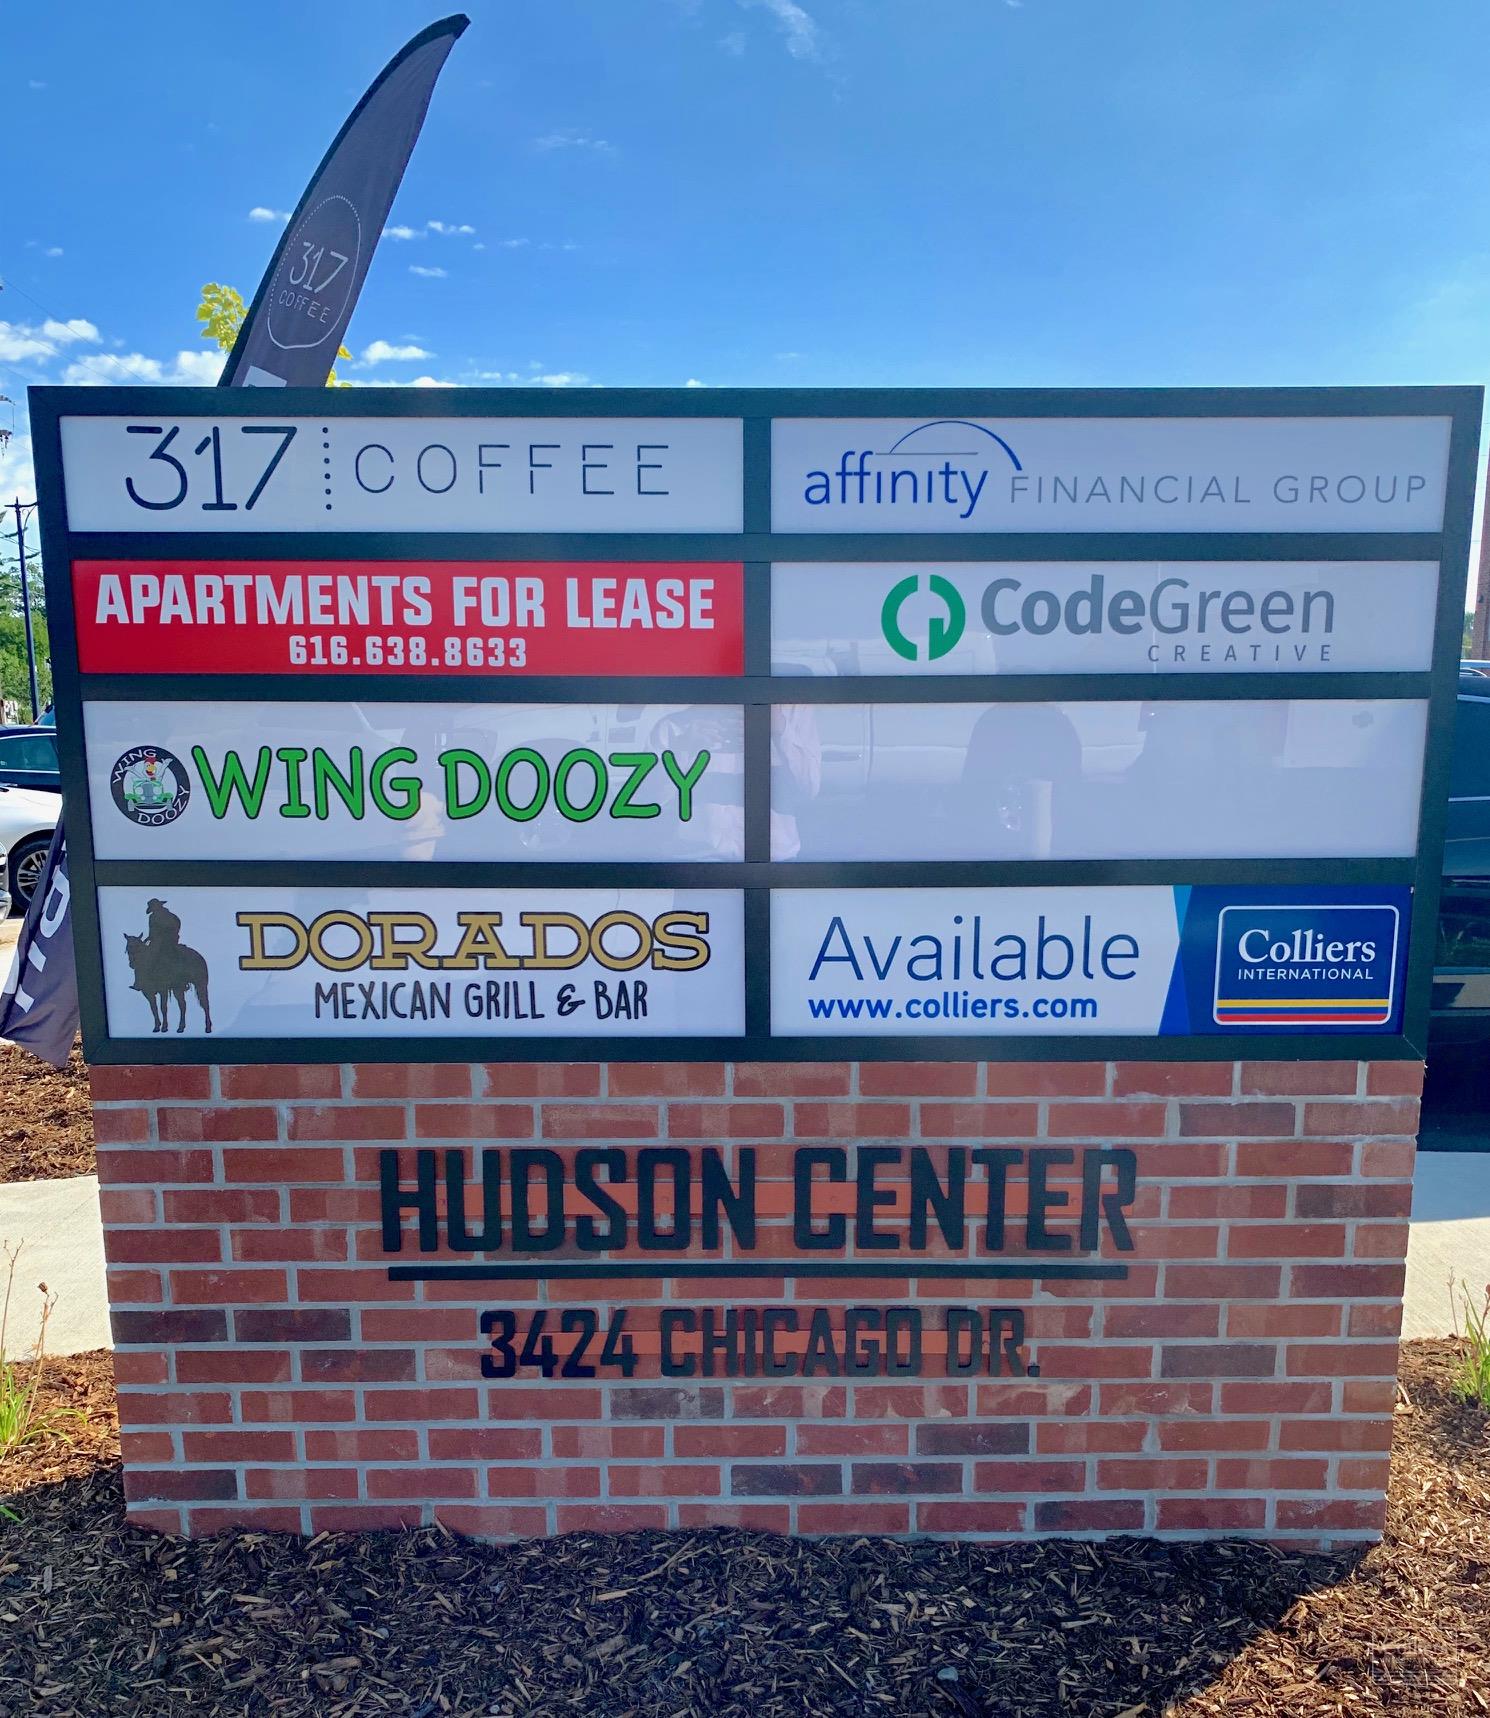 317
COFFEE
317 COFFEE
affinity FINANCIAL GROUP
APARTMENTS FOR LEASE
616.638.8633
CodeGreen
CREATIVE
WING
DOOZY
WING DOOZY
DORADOS
MEXICAN GRILL & BAR
Available
www.colliers.com
Colliers
INTERNATIONAL
HUDSON CENTER
3424 CHICAGO DR.